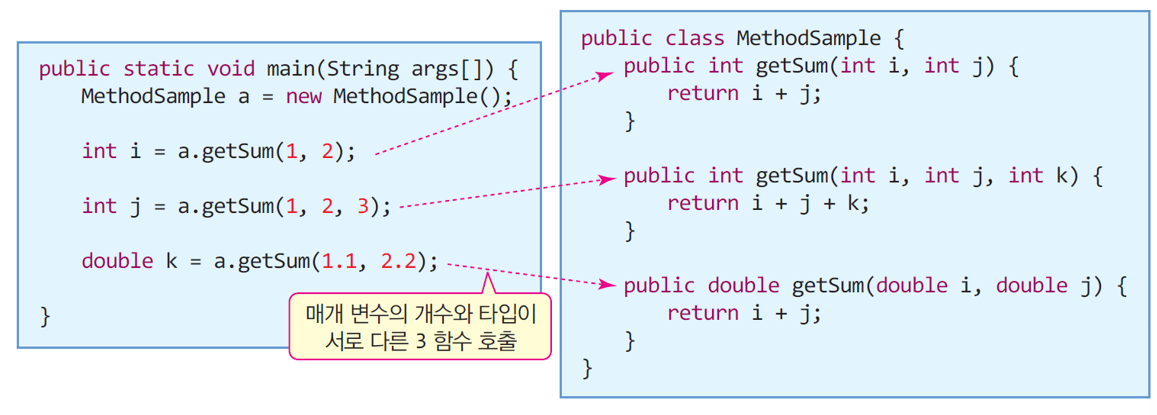 public static void main(String args[]) {
MethodSample a = new MethodSample();
int i = a.getSum(1, 2);
int j = a.getSum(1, 2, 3);
double k = a.getSum(1.1, 2.2);
}
매개 변수의 개수와 타입이
서로 다른 3 함수 호출
public class MethodSample {
public int getSum(int i, int j) {
return i + j;
}
public int getSum(int i, int j, int k) {
return i + j + k;
}
public double getSum(double i, double j) {
return i + j;
}
}